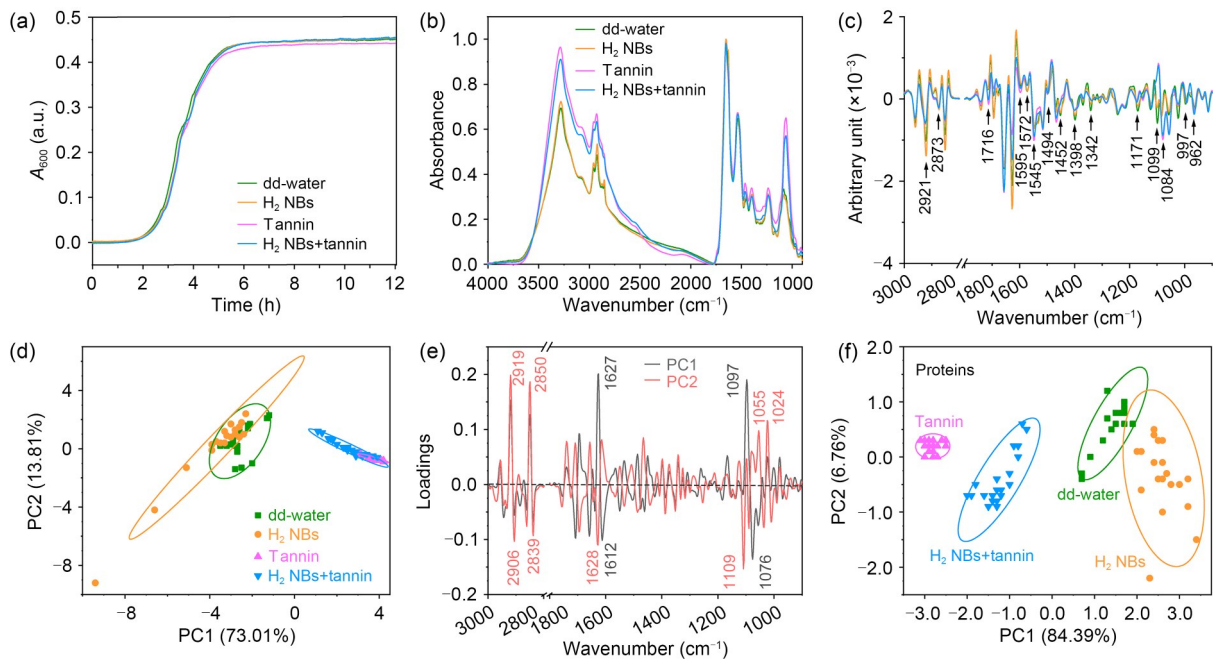 (a)
0.5
0.4
0.3
0.2
0.1
0.0
A600 (a.u.)
dd-water
H2 NBs
Tannin
H2 NBs+tannin
0 2 4 6 8 10 12
Time (h)
(b)
1.0
0.8
0.6
0.4
0.2
0.0
Absorbance
dd-water
H2 NBs
Tannin
H2 NBs+tannin
4000 3500 3000 2500 2000 1500 1000
Wavenumber (cm−1)
(c)
4
2
0
−2
−4
Arbitrary unit (×10−3)
2921
2873
1716
1595
1572
1545
1494
1452
1398
1342
1171
1099
1084
997
962
3000 2800 1800 1600 1400 1200 1000
Wavenumber (cm−1)
(d)
4
0
−4
−8
PC2 (13.81%)
dd-water
H2 NBs
Tannin
H2 NBs+tannin
−8 −4 0 4
PC1 (73.01%)
(e)
0.2
0.1
0.0
−0.1
−0.2
Loadings
2919
2850
1627
PC1
PC2
1097
1055
1024
2906
2839
1628
1612
1109
1076
3000 2800 1800 1600 1400 1200 1000
Wavenumber (cm−1)
(f)
2.0
1.5
1.0
0.5
0.0
−0.5
−1.0
−1.5
−2.0
−2.5
PC2 (6.76%)
Proteins
Tannin
dd-water
H2 NBs+tannin
H2 NBs
−3.0 −2.0 −1.0 0.0 1.0 2.0 3.0
PC1 (84.39%)